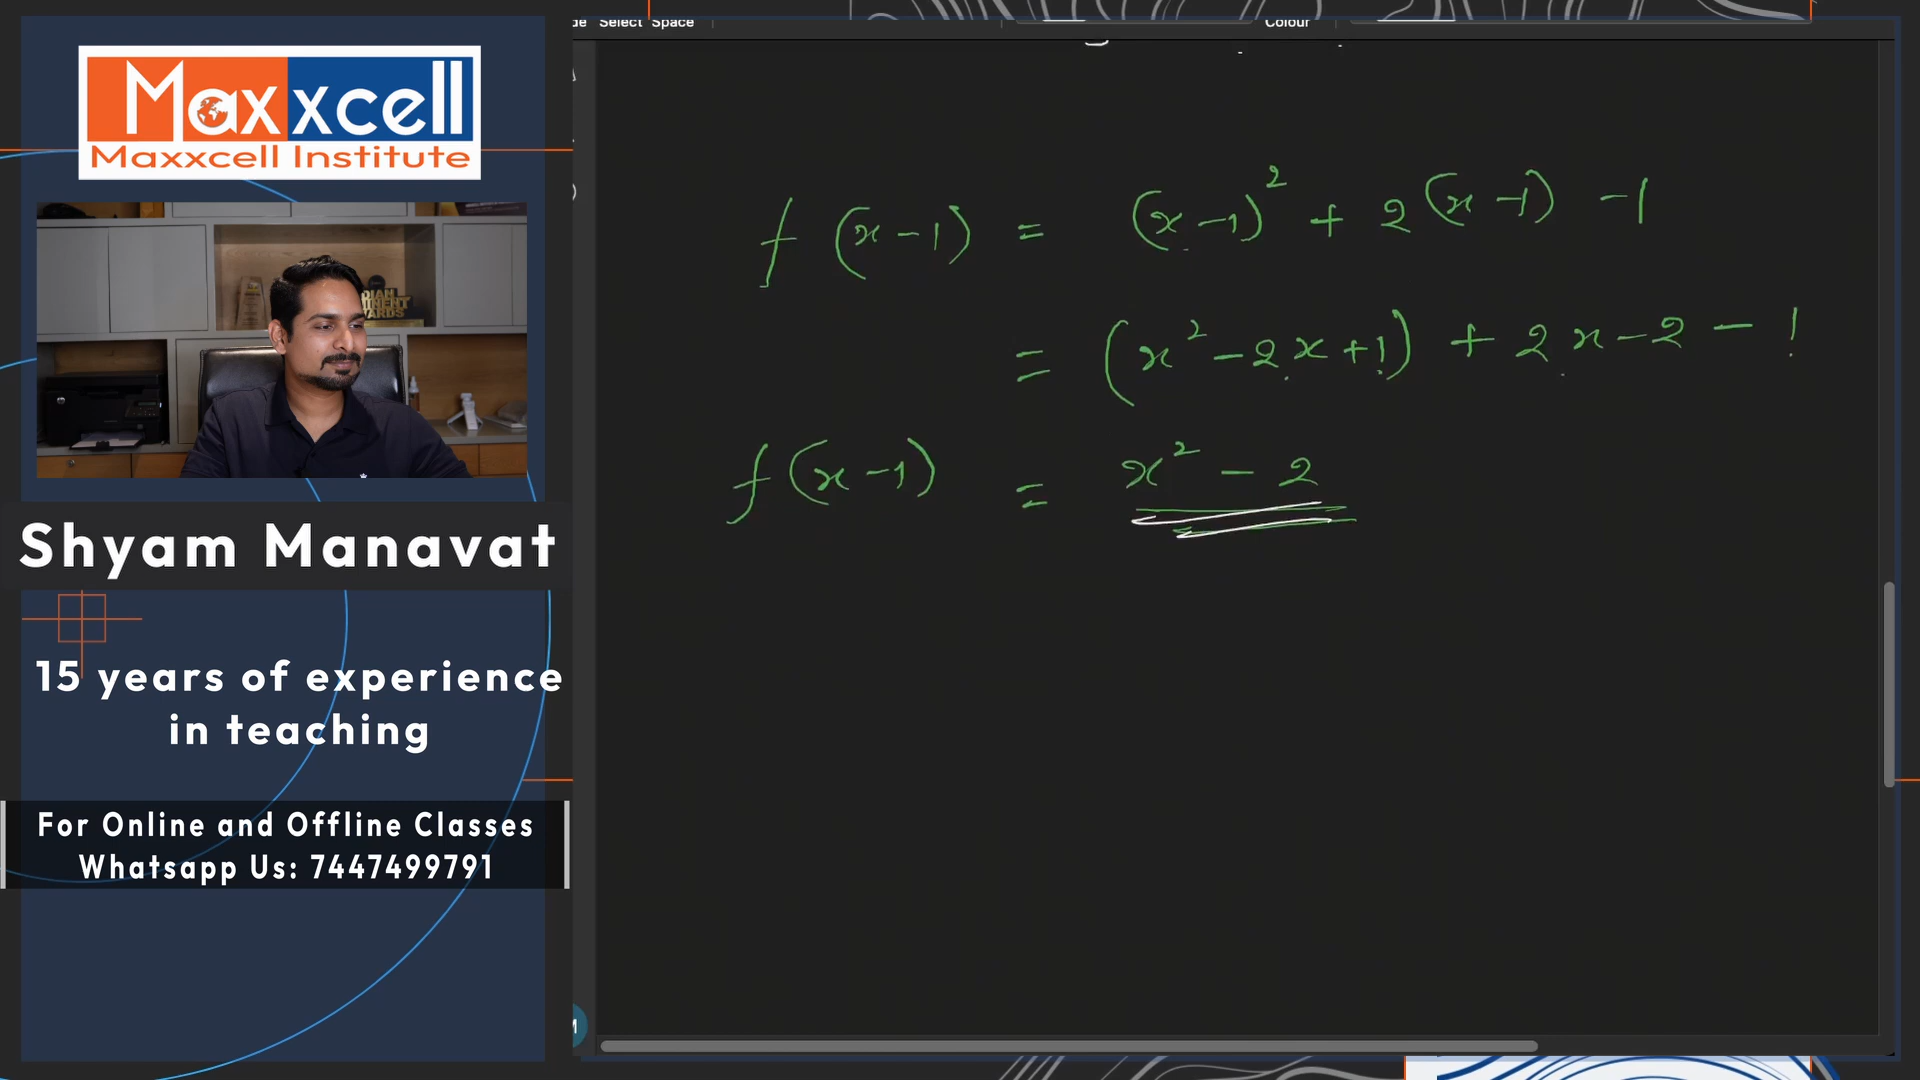 Select Space
Colour
Maxxcell
Maxxcell Institute
f (x-1) = (x-1)² + 2(x-1) -1
= (x²-2x+1) + 2x-2-1
f(x-1) = x² - 2
Shyam Manavat
15 years of experience
in teaching
For Online and Offline Classes
Whatsapp Us: 7447499791